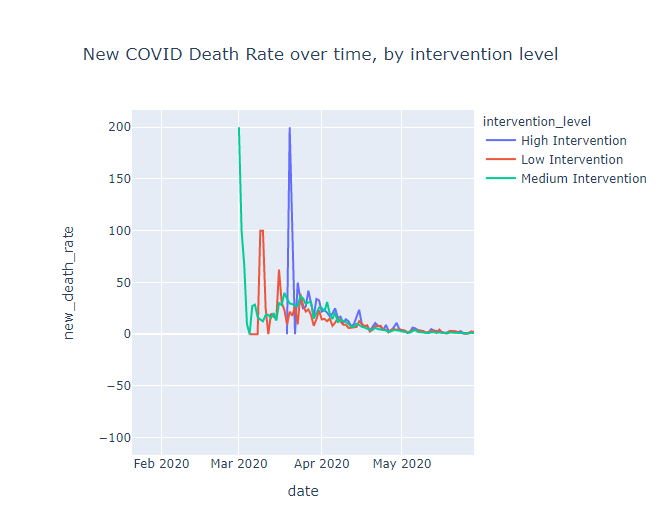 New COVID Death Rate over time, by intervention level
intervention_level
High Intervention
Low Intervention
Medium Intervention
200
150
100
50
0
−50
−100
new_death_rate
Feb 2020
Mar 2020
Apr 2020
May 2020
date